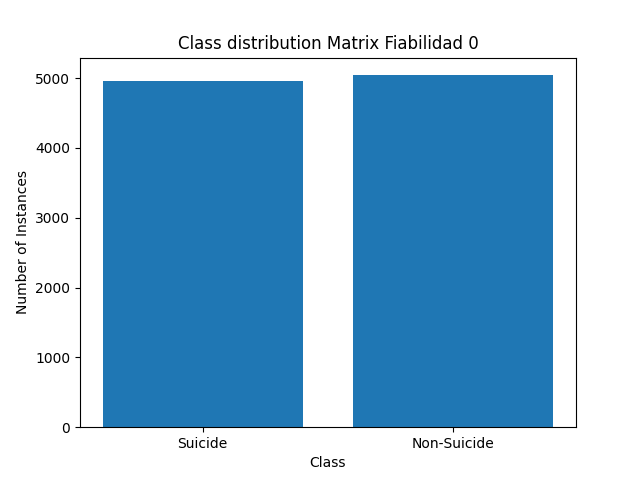 Class distribution Matrix Fiabilidad 0
5000
4000
3000
2000
1000
0
Number of Instances
Suicide
Non-Suicide
Class